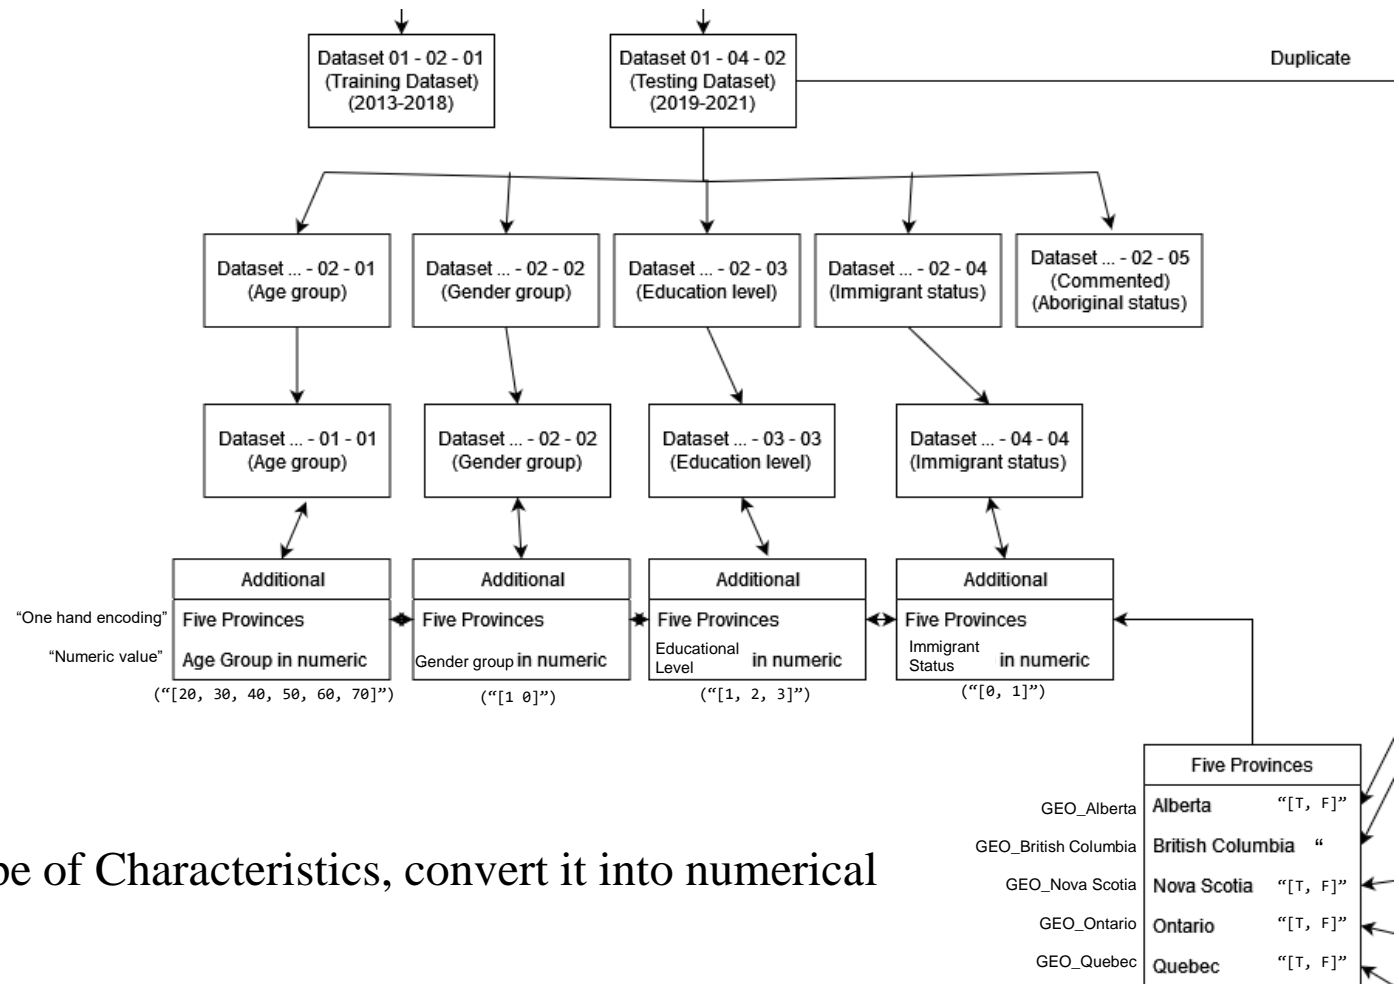 Dataset 01 - 02 - 01
(Training Dataset)
(2013-2018)
Dataset 01 - 04 - 02
(Testing Dataset)
(2019-2021)
Duplicate
Dataset ... - 02 - 01
(Age group)
Dataset ... - 02 - 02
(Gender group)
Dataset ... - 02 - 03
(Education level)
Dataset ... - 02 - 04
(Immigrant status)
Dataset ... - 02 - 05
(Commented)
(Aboriginal status)
Dataset ... - 01 - 01
(Age group)
Dataset ... - 02 - 02
(Gender group)
Dataset ... - 03 - 03
(Education level)
Dataset ... - 04 - 04
(Immigrant status)
“One hand encoding”
“Numeric value”
Additional
Five Provinces
Age Group in numeric
(“[20, 30, 40, 50, 60, 70]”)
Additional
Five Provinces
Gender group in numeric
(“[1 0]”)
Additional
Five Provinces
Educational
Level in numeric
(“[1, 2, 3]”)
Additional
Five Provinces
Immigrant
Status in numeric
(“[0, 1]”)
pe of Characteristics, convert it into numerical
Five Provinces
GEO_Alberta Alberta “[T, F]”
GEO_British Columbia British Columbia “
GEO_Nova Scotia Nova Scotia “[T, F]”
GEO_Ontario Ontario “[T, F]”
GEO_Quebec Quebec “[T, F]”